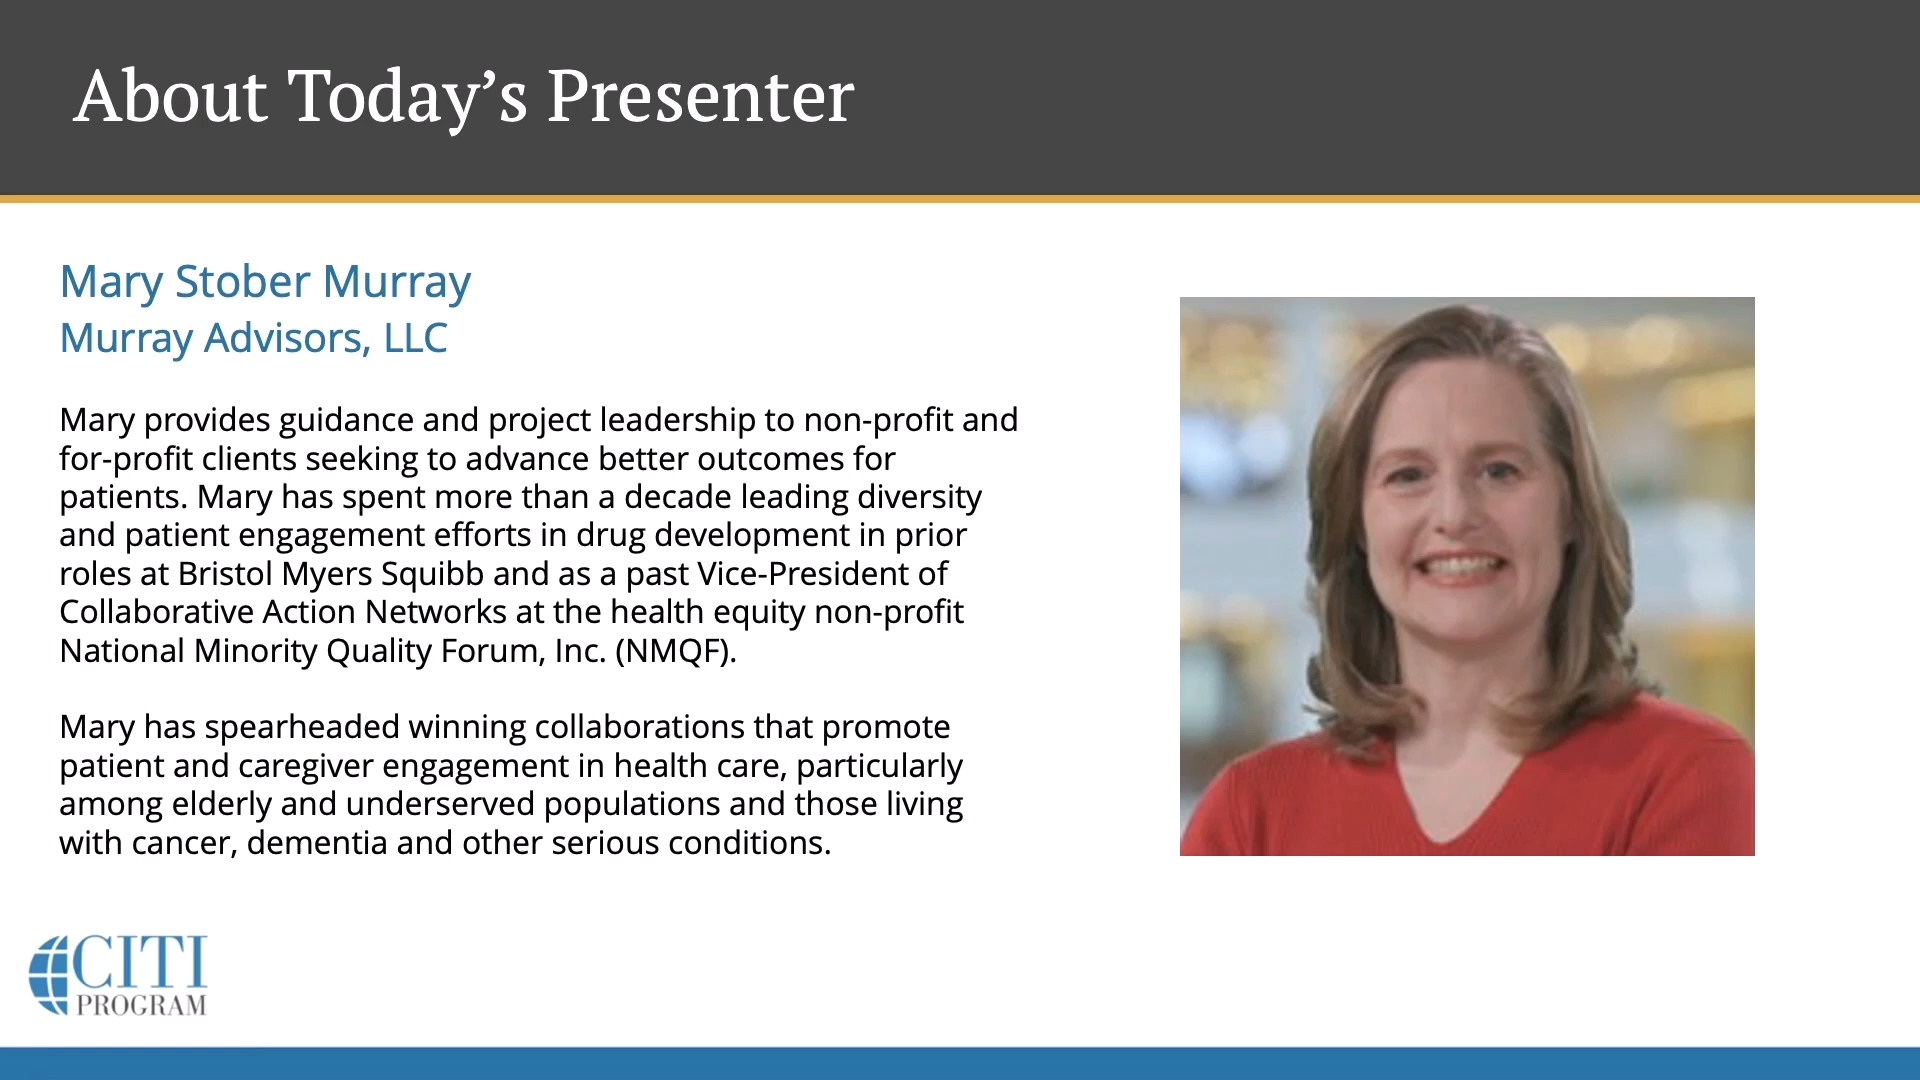 About Today’s Presenter
Mary Stober Murray
Murray Advisors, LLC
Mary provides guidance and project leadership to non-profit and
for-profit clients seeking to advance better outcomes for
patients. Mary has spent more than a decade leading diversity
and patient engagement efforts in drug development in prior
roles at Bristol Myers Squibb and as a past Vice-President of
Collaborative Action Networks at the health equity non-profit
National Minority Quality Forum, Inc. (NMQF).
Mary has spearheaded winning collaborations that promote
patient and caregiver engagement in health care, particularly
among elderly and underserved populations and those living
with cancer, dementia and other serious conditions.
CITI
PROGRAM